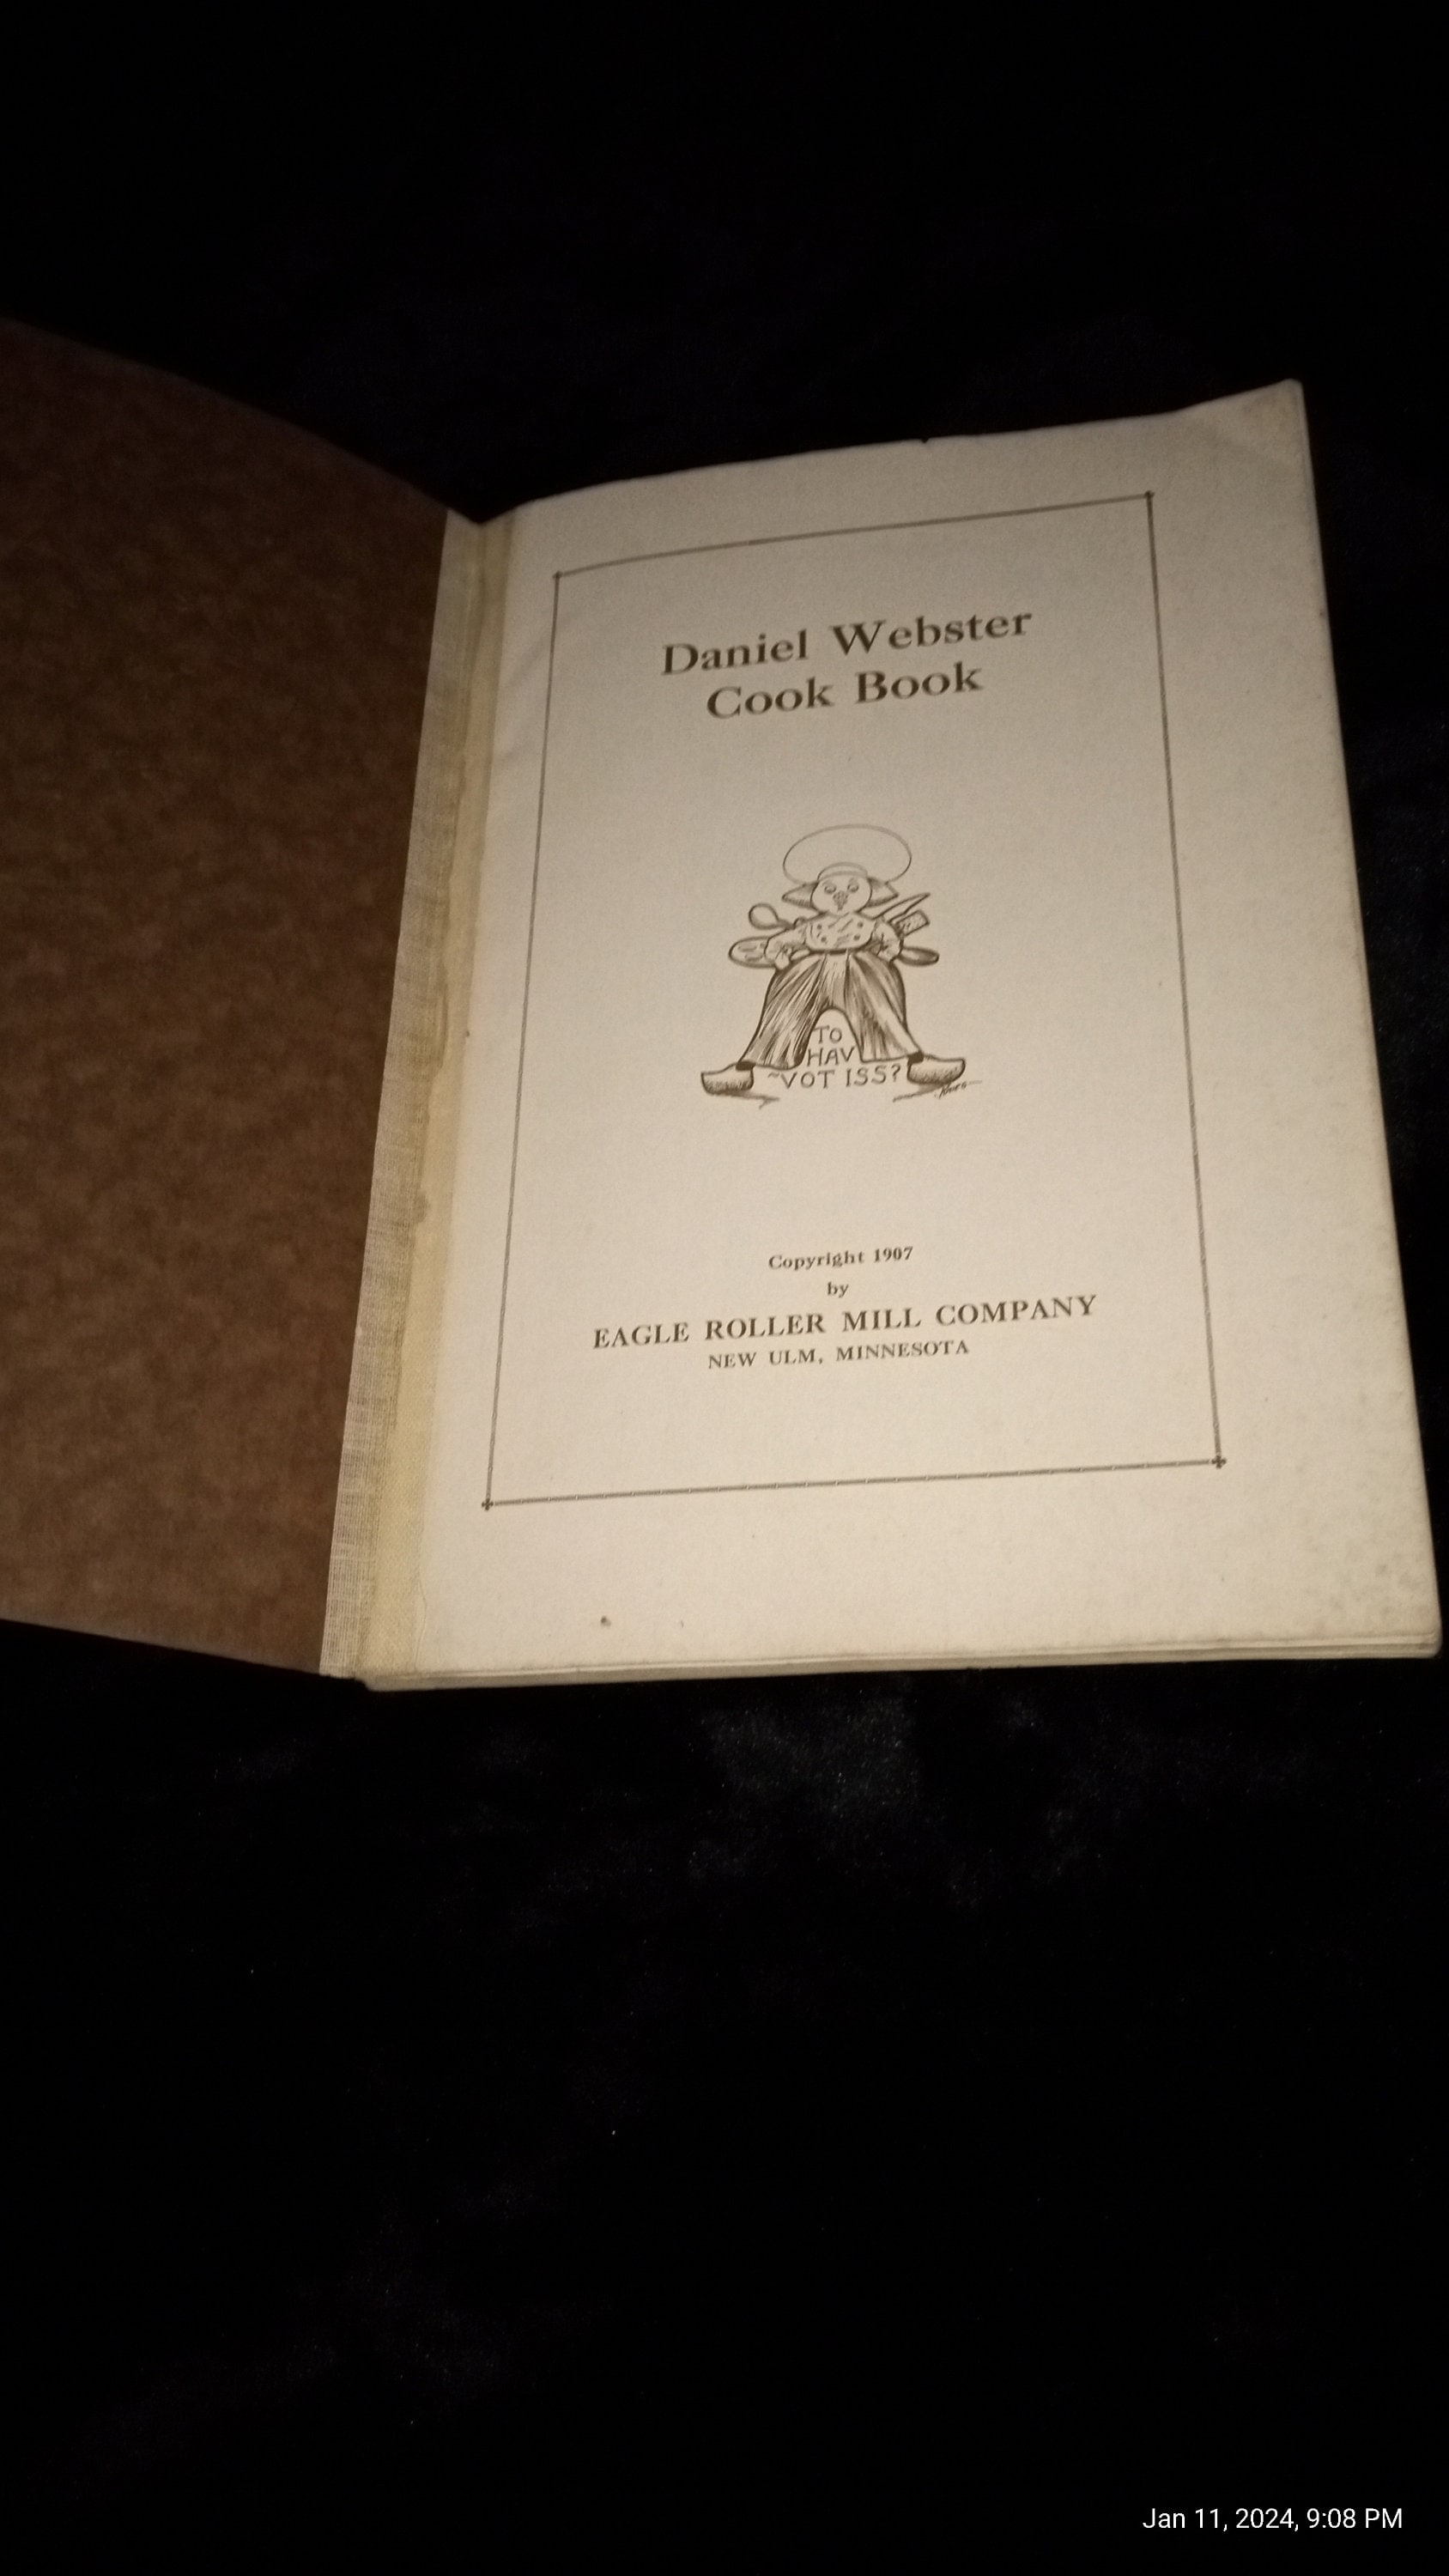 Daniel Webster
Cook Book
TO
HAV
~VOT ISS?
Copyright 1907
by
EAGLE ROLLER MILL COMPANY
NEW ULM, MINNESOTA
Jan 11, 2024, 9:08 PM